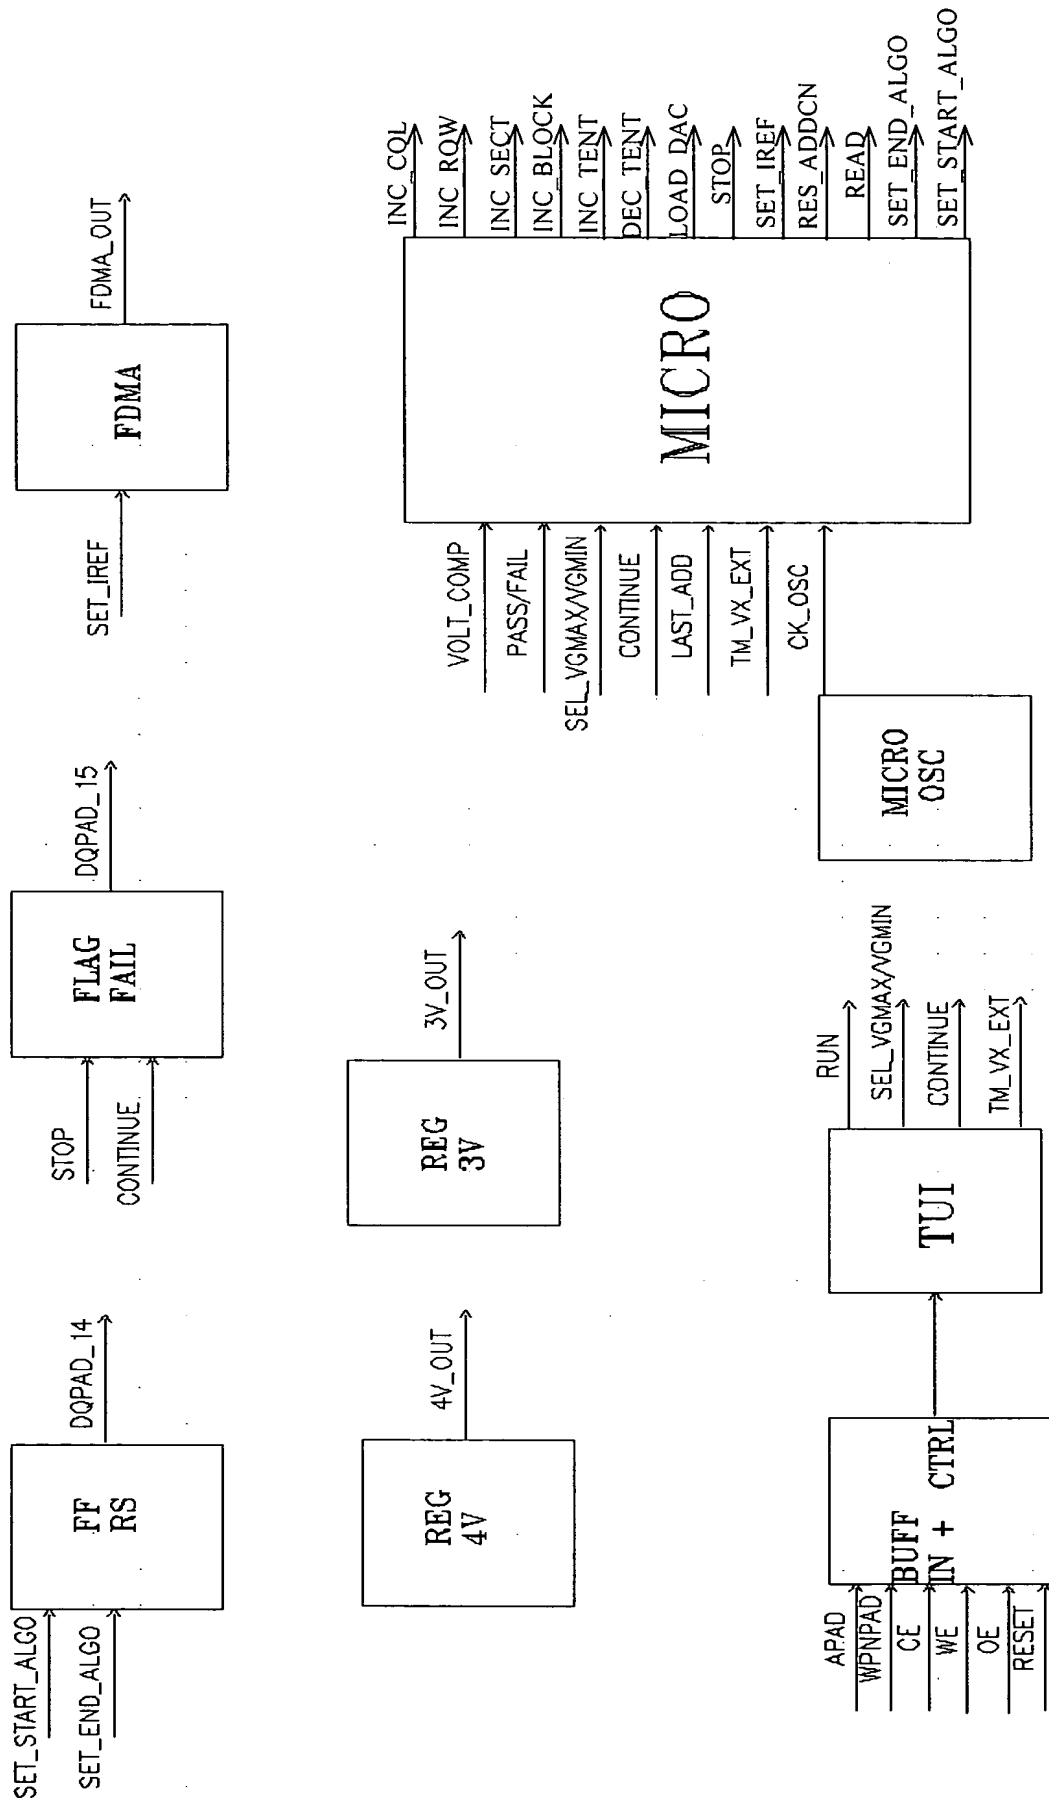 SET_START_ALGO
SET_END_ALGO
FF
RS
DQPAD_14
STOP
CONTINUE
FLAG
FAIL
DQPAD_15
SET_IREF
FDMA
FDMA_OUT
REG
4V
4V_OUT
REG
3V
3V_OUT
VOLT_COMP
PASS/FAIL
SEL_VGMAX/VGMIN
CONTINUE
LAST_ADD
TM_VX_EXT
CK_OSC
MICRO
INC_COL
INC_ROW
INC_SECT
INC_BLOCK
INC_TENT
DEC_TENT
LOAD_DAC
STOP
SET_IREF
RES_ADDCN
READ
SET_END_ALGO
SET_START_ALGO
APAD
WPNPAD
CE
WE
OE
RESET
BUFF
IN + CTRL
TUI
RUN
SEL_VGMAX/VGMIN
CONTINUE
TM_VX_EXT
MICRO
OSC